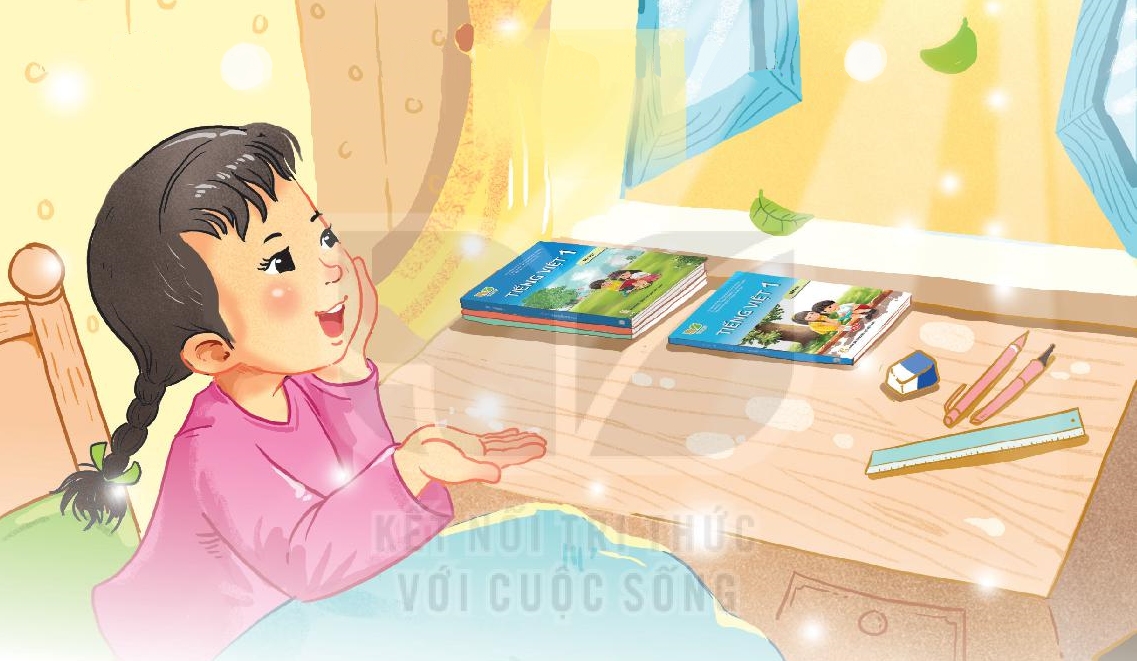 TIẾNG VIỆT 1
TIẾNG VIỆT 1
KẾT NỐI TRI THỨC
VỚI CUỘC SỐNG